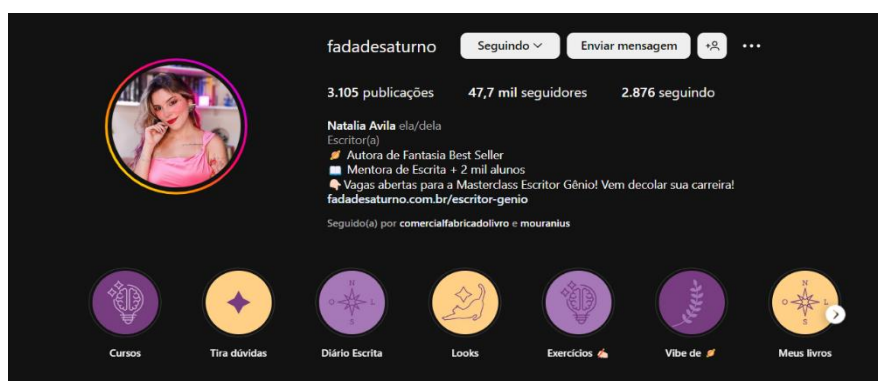 fadadesaturno Seguindo Enviar mensagem
3.105 publicações 47,7 mil seguidores 2.876 seguindo
Natalia Avila ela/dela
Escritor(a)
🪐 Autora de Fantasia Best Seller
📖 Mentora de Escrita + 2 mil alunos
👇🏻 Vagas abertas para a Masterclass Escritor Gênio! Vem decolar sua carreira!
fadadesaturno.com.br/escritor-genio
Seguido(a) por comercialfabricadolivro e mouranius
N
O L
S
N
O L
S
Cursos Tira dúvidas Diário Escrita Looks Exercícios ✍🏻 Vibe de 🪐 Meus livros